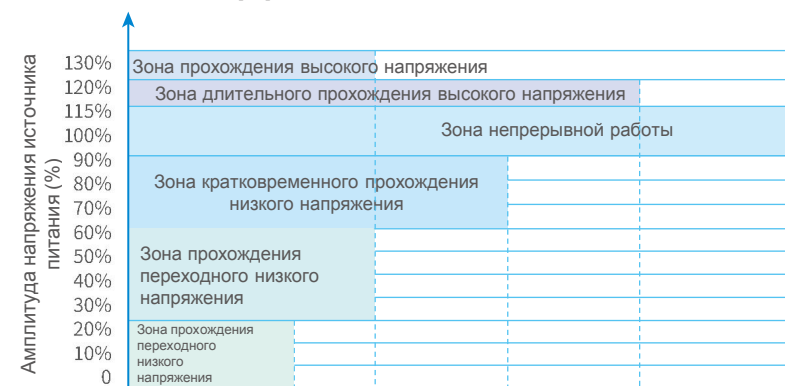 Амплитуда напряжения источника
питания (%)
130%
120%
115%
100%
90%
80%
70%
60%
50%
40%
30%
20%
10%
0
Зона прохождения высокого напряжения
Зона длительного прохождения высокого напряжения
Зона непрерывной работы
Зона кратковременного прохождения
низкого напряжения
Зона прохождения
переходного низкого
напряжения
Зона прохождения
переходного
низкого
напряжения